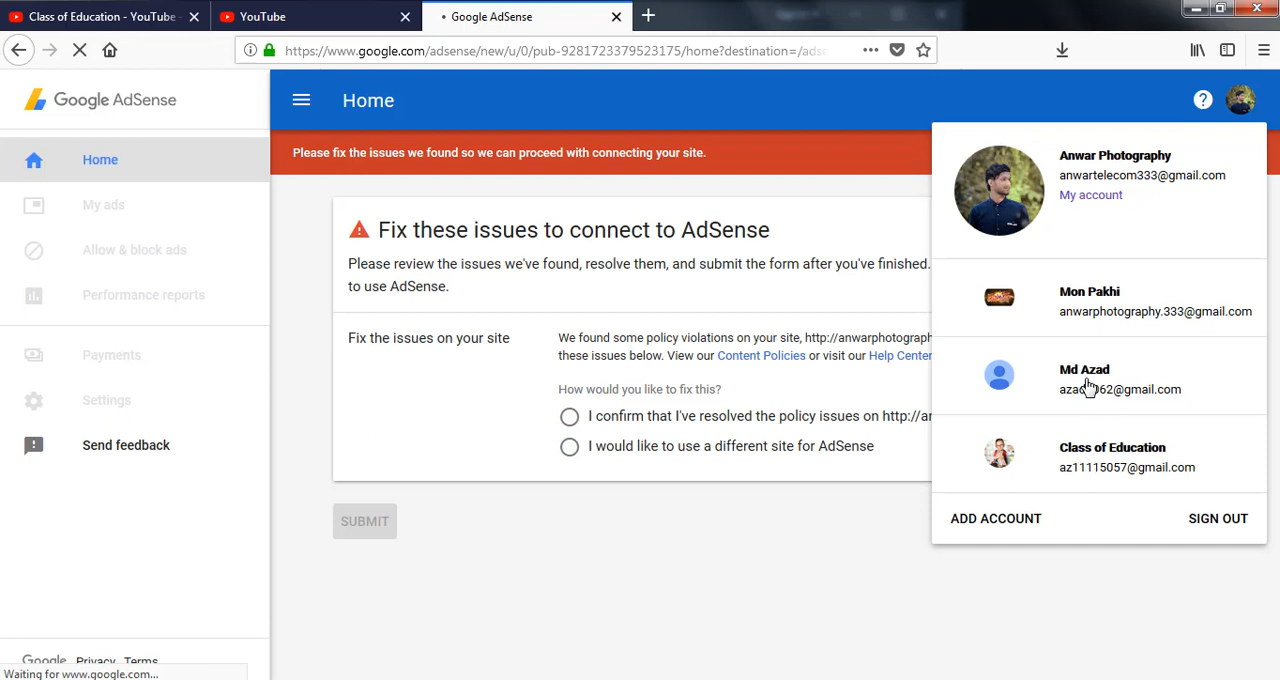 Class of Education - YouTube
YouTube
Google AdSense
https://www.google.com/adsense/new/u/0/pub-9281723379523175/home?destination=/adse
Google AdSense
Home
?
Please fix the issues we found so we can proceed with connecting your site.
Home
My ads
Allow & block ads
Performance reports
Payments
Settings
Send feedback
Google Privacy Terms
Waiting for www.google.com...
Fix these issues to connect to AdSense
Please review the issues we've found, resolve them, and submit the form after you've finished.
to use AdSense.
Fix the issues on your site
We found some policy violations on your site, http://anwarphotograph
these issues below. View our Content Policies or visit our Help Center
How would you like to fix this?
I confirm that I've resolved the policy issues on http://an
I would like to use a different site for AdSense
SUBMIT
Anwar Photography
anwartelecom333@gmail.com
My account
Mon Pakhi
anwarphotography.333@gmail.com
Md Azad
Class of Education
az11115057@gmail.com
ADD ACCOUNT
SIGN OUT